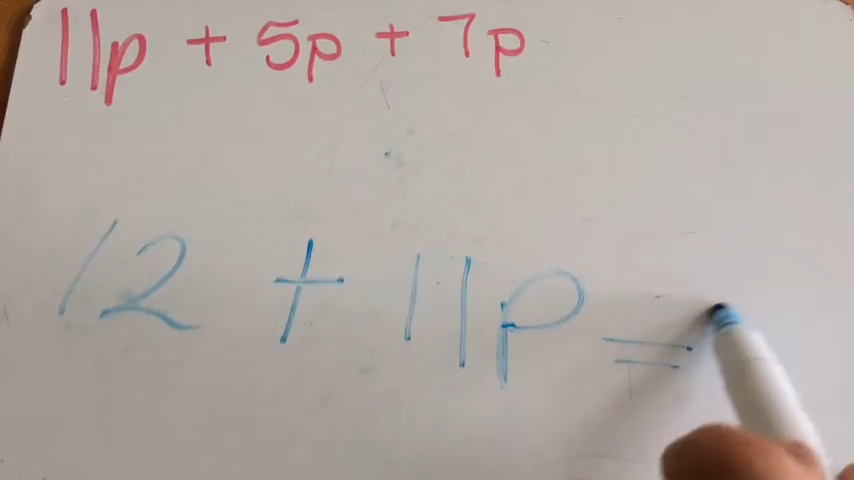 11p + 5p + 7p
12 + 11p =